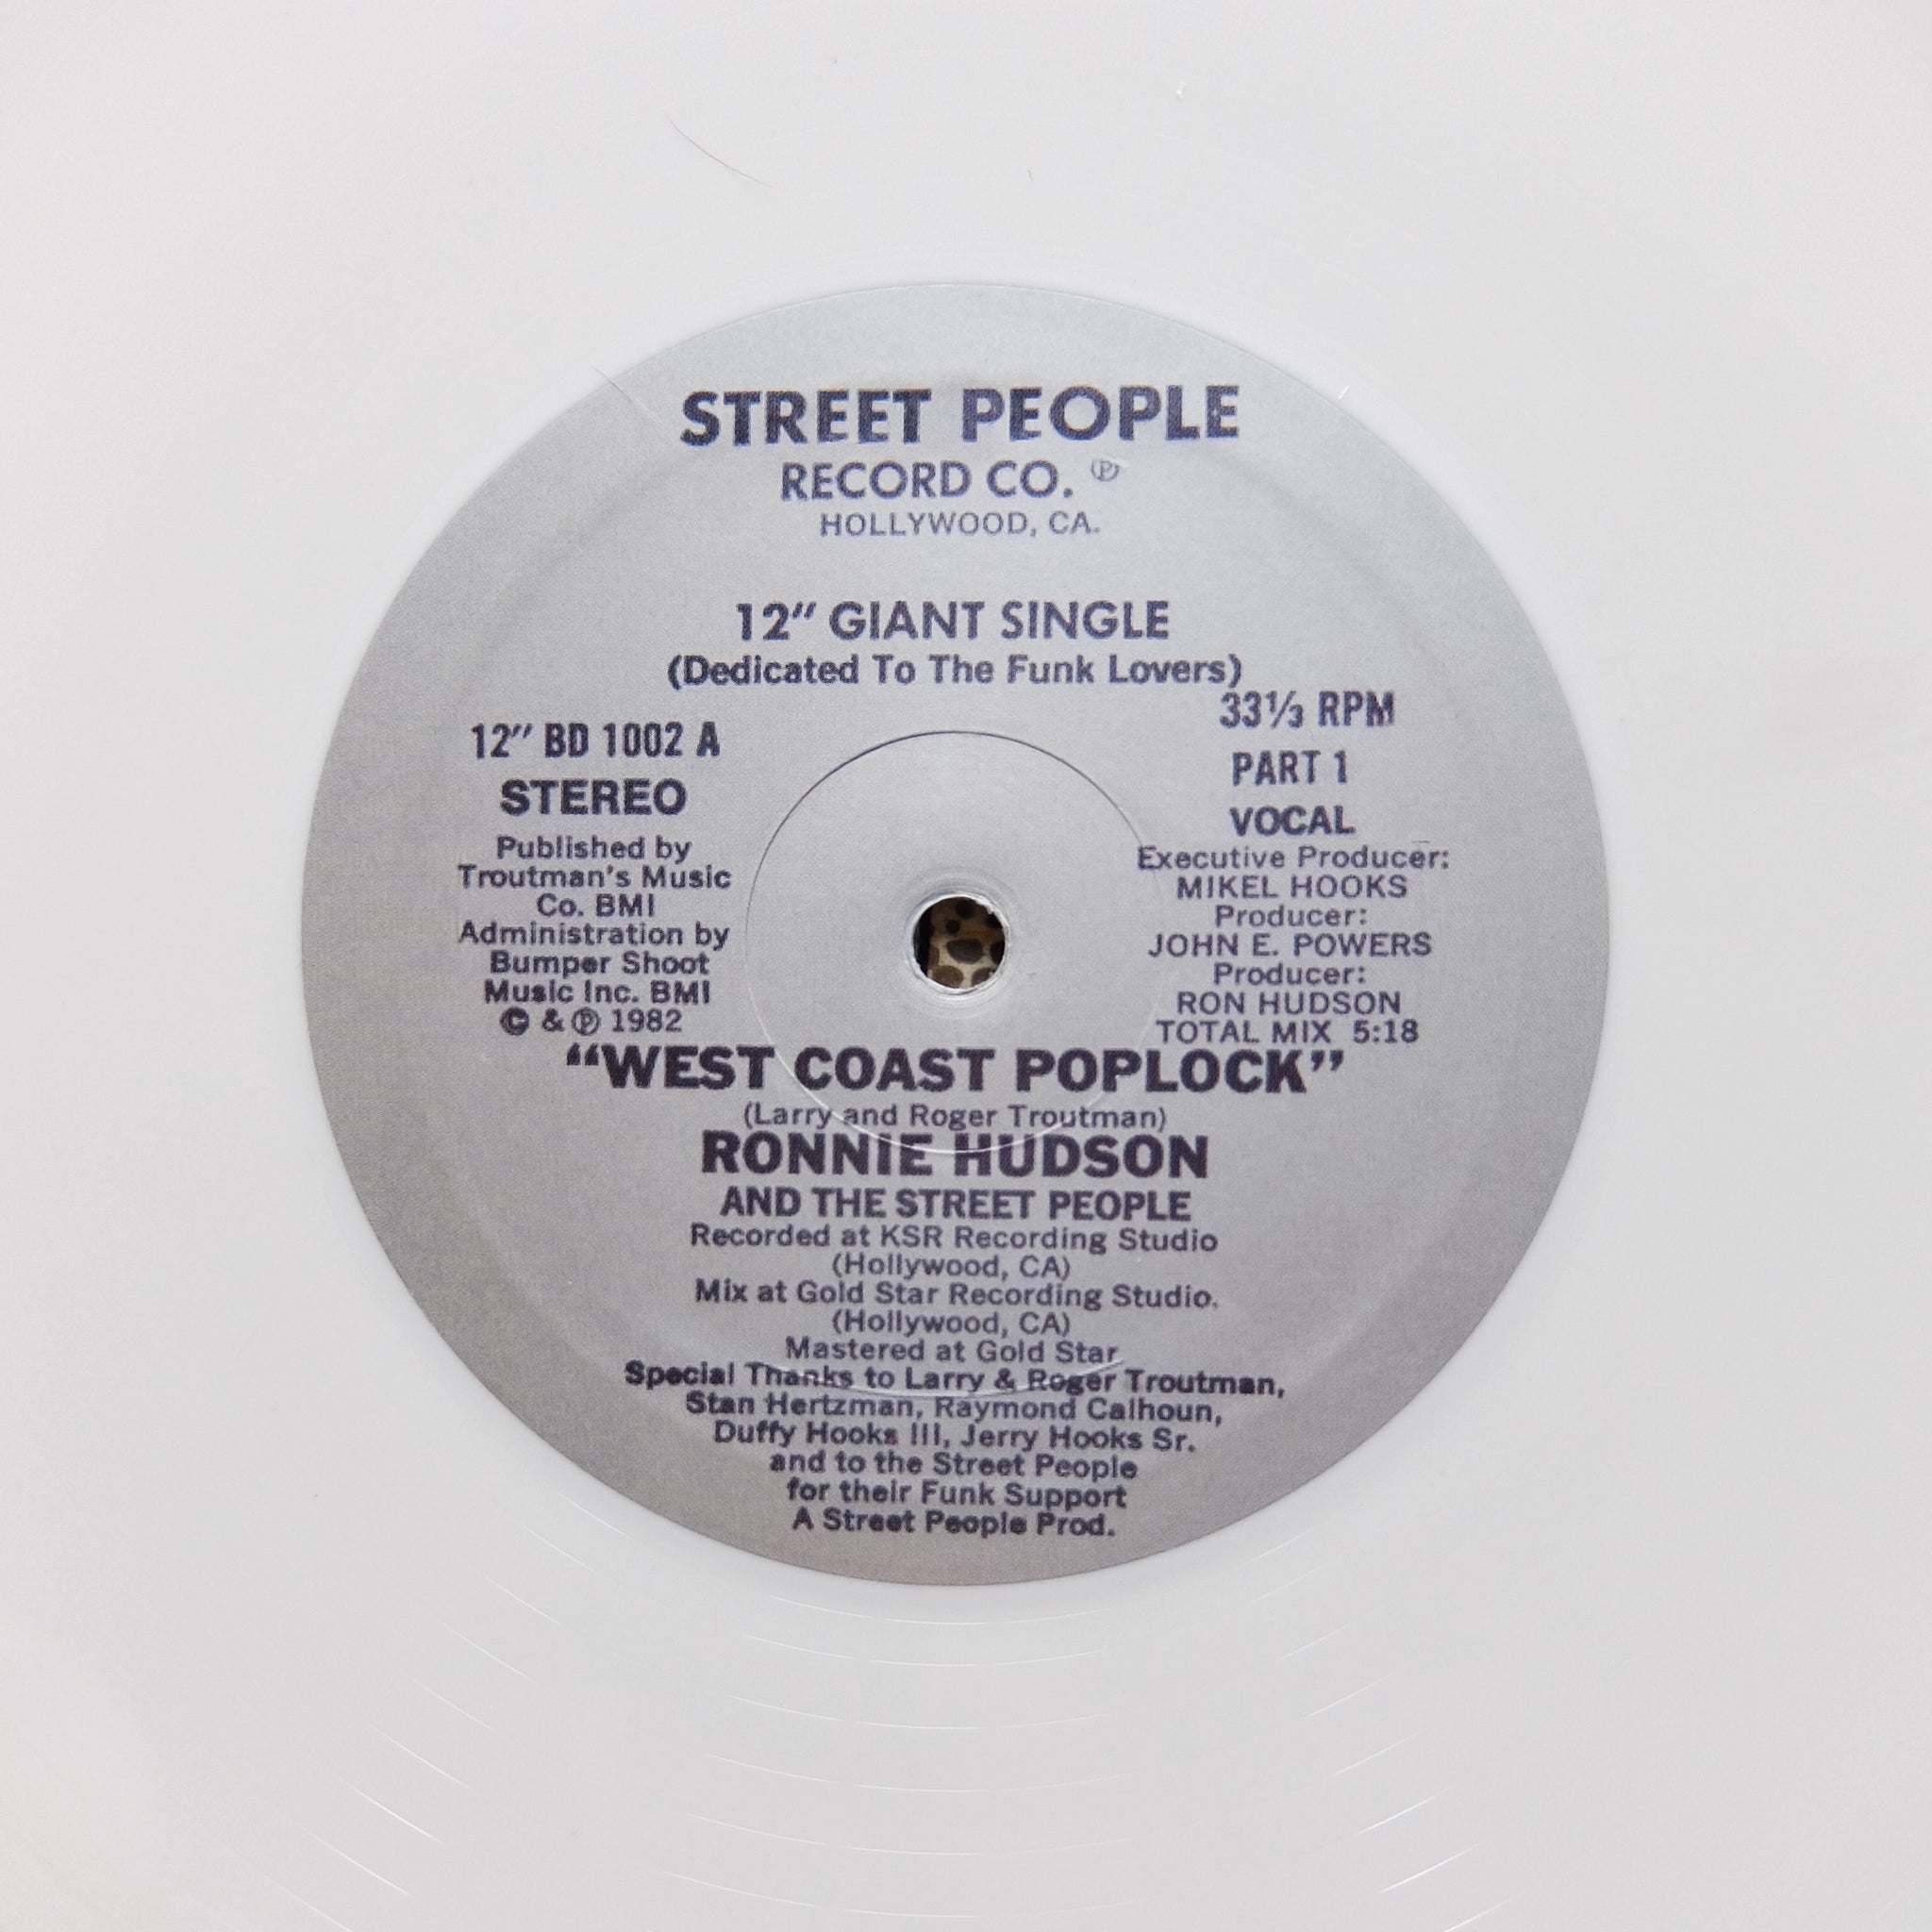 STREET PEOPLE
RECORD CO. ℗
HOLLYWOOD, CA.
12" GIANT SINGLE
(Dedicated To The Funk Lovers)
12" BD 1002 A
STEREO
Published by
Troutman's Music
Co. BMI
Administration by
Bumper Shoot
Music Inc. BMI
© & ℗ 1982
33⅓ RPM
PART 1
VOCAL
Executive Producer:
MIKEL HOOKS
Producer:
JOHN E. POWERS
Producer:
RON HUDSON
TOTAL MIX 5:18
“WEST COAST POPLOCK”
(Larry and Roger Troutman)
RONNIE HUDSON
AND THE STREET PEOPLE
Recorded at KSR Recording Studio
(Hollywood, CA)
Mix at Gold Star Recording Studio.
(Hollywood, CA)
Mastered at Gold Star
Special Thanks to Larry & Roger Troutman,
Stan Hertzman, Raymond Calhoun,
Duffy Hooks III, Jerry Hooks Sr.
and to the Street People
for their Funk Support
A Street People Prod.